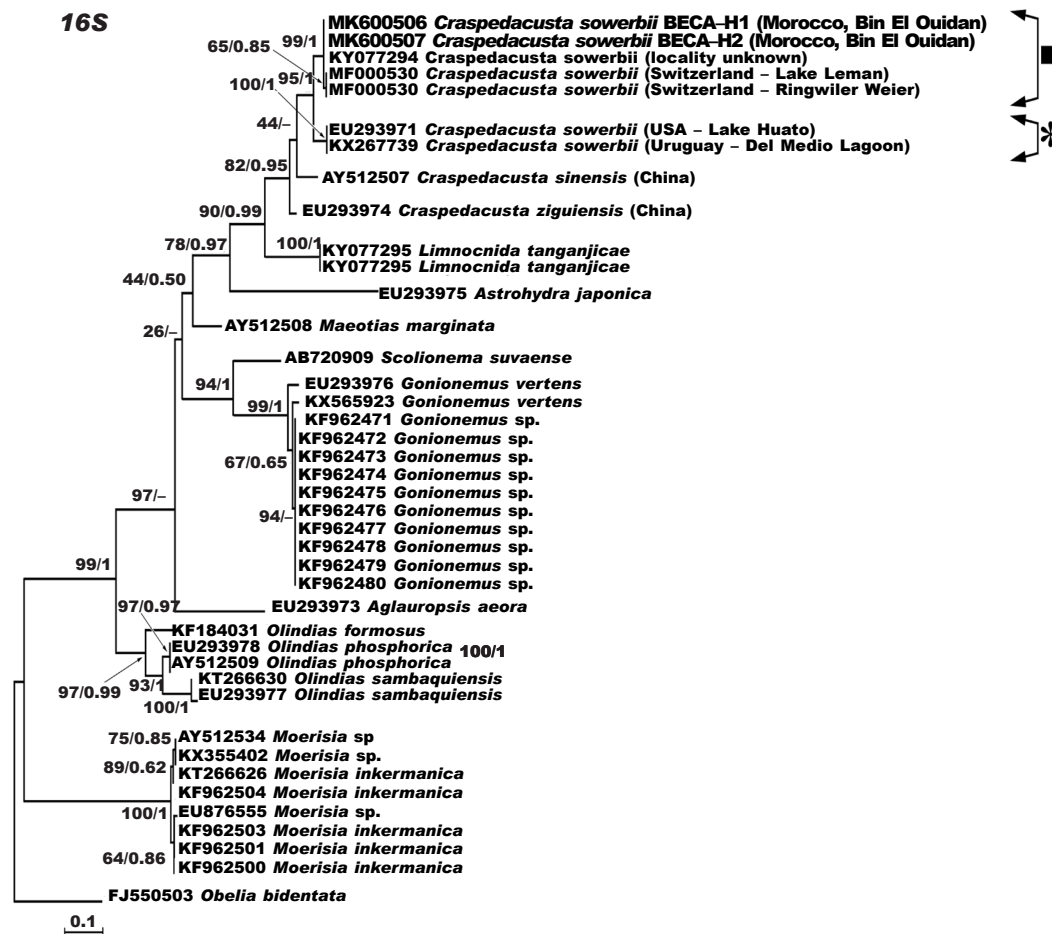 16S
MK600506 Craspedacusta sowerbii BECA–H1 (Morocco, Bin El Ouidan)
99/1
MK600507 Craspedacusta sowerbii BECA–H2 (Morocco, Bin El Ouidan)
65/0.85
KY077294 Craspedacusta sowerbii (locality unknown)
MF000530 Craspedacusta sowerbii (Switzerland – Lake Leman)
95/1
100/1
MF000530 Craspedacusta sowerbii (Switzerland – Ringwiler Weier)
44/–
EU293971 Craspedacusta sowerbii (USA – Lake Huato)
KX267739 Craspedacusta sowerbii (Uruguay – Del Medio Lagoon)
82/0.95
AY512507 Craspedacusta sinensis (China)
90/0.99
EU293974 Craspedacusta ziguiensis (China)
78/0.97
100/1
KY077295 Limnocnida tanganjicae
KY077295 Limnocnida tanganjicae
44/0.50
EU293975 Astrohydra japonica
26/–
AY512508 Maeotias marginata
AB720909 Scolionema suvaense
94/1
EU293976 Gonionemus vertens
99/1
KX565923 Gonionemus vertens
KF962471 Gonionemus sp.
KF962472 Gonionemus sp.
KF962473 Gonionemus sp.
67/0.65
KF962474 Gonionemus sp.
KF962475 Gonionemus sp.
97/–
KF962476 Gonionemus sp.
94/–
KF962477 Gonionemus sp.
KF962478 Gonionemus sp.
99/1
KF962479 Gonionemus sp.
KF962480 Gonionemus sp.
97/0.97
EU293973 Aglauropsis aeora
KF184031 Olindias formosus
EU293978 Olindias phosphorica
100/1
AY512509 Olindias phosphorica
KT266630 Olindias sambaquiensis
97/0.99
93/1
EU293977 Olindias sambaquiensis
100/1
75/0.85
AY512534 Moerisia sp
KX355402 Moerisia sp.
89/0.62
KT266626 Moerisia inkermanica
KF962504 Moerisia inkermanica
100/1
EU876555 Moerisia sp.
KF962503 Moerisia inkermanica
KF962501 Moerisia inkermanica
64/0.86
KF962500 Moerisia inkermanica
FJ550503 Obelia bidentata
0.1